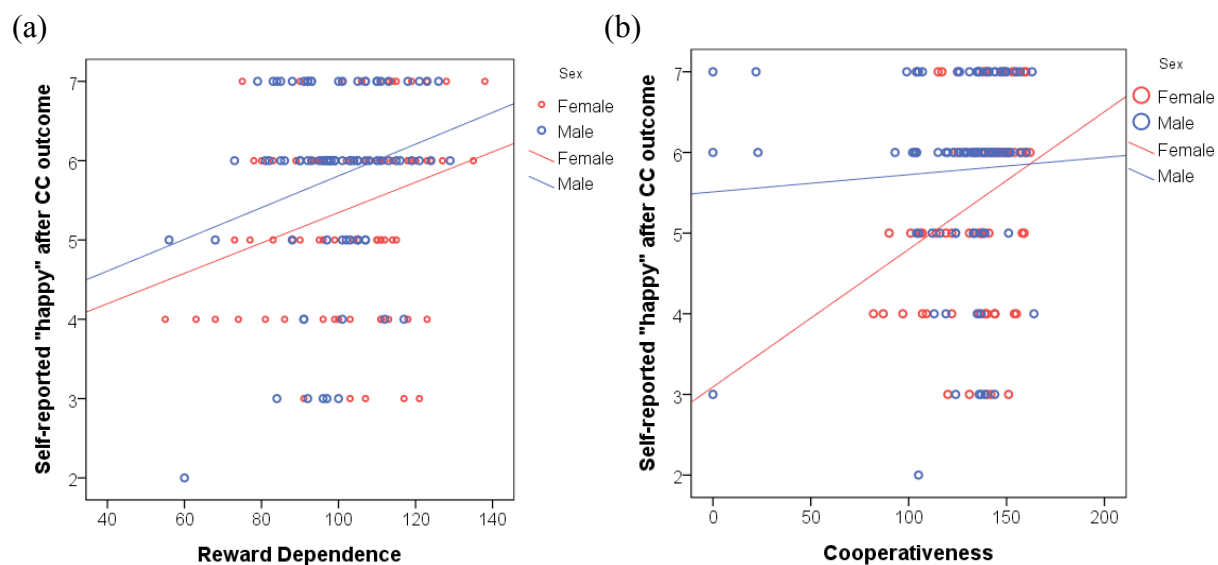 (a)
Self-reported "happy" after CC outcome
7
6
5
4
3
2
40 60 80 100 120 140
Reward Dependence
Sex
Female
Male
Female
Male
(b)
Self-reported "happy" after CC outcome
7
6
5
4
3
2
0 50 100 150 200
Cooperativeness
Sex
Female
Male
Female
Male